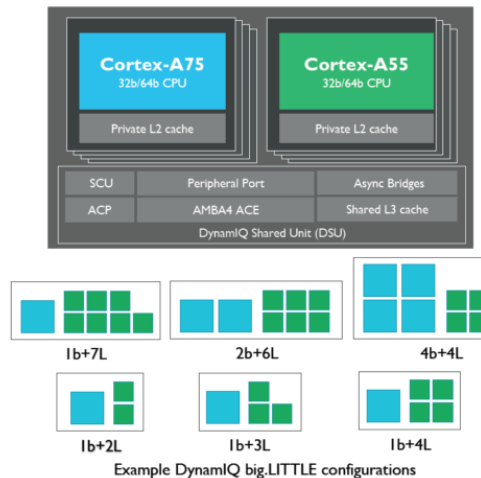 Cortex-A75
32b/64b CPU
Private L2 cache
Cortex-A55
32b/64b CPU
Private L2 cache
SCU
Peripheral Port
Async Bridges
ACP
AMBA4 ACE
Shared L3 cache
DynamIQ Shared Unit (DSU)
1b+7L
2b+6L
4b+4L
1b+2L
1b+3L
1b+4L
Example DynamIQ big.LITTLE configurations